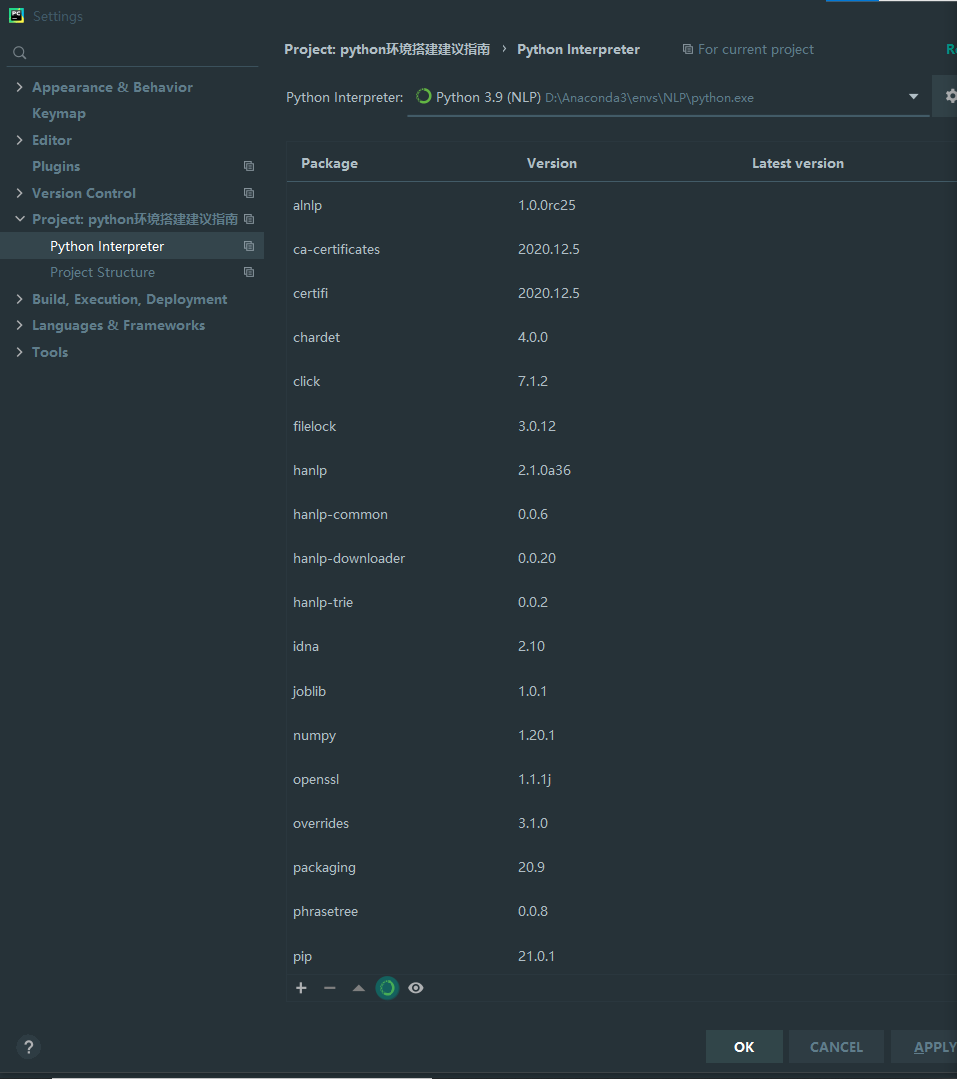 Settings
Project: python环境搭建建议指南 › Python Interpreter For current project
Python Interpreter: Python 3.9 (NLP) D:\Anaconda3\envs\NLP\python.exe
Appearance & Behavior
Keymap
Editor
Plugins
Version Control
Project: python环境搭建建议指南
Python Interpreter
Project Structure
Build, Execution, Deployment
Languages & Frameworks
Tools
Package Version Latest version
alnlp 1.0.0rc25
ca-certificates 2020.12.5
certifi 2020.12.5
chardet 4.0.0
click 7.1.2
filelock 3.0.12
hanlp 2.1.0a36
hanlp-common 0.0.6
hanlp-downloader 0.0.20
hanlp-trie 0.0.2
idna 2.10
joblib 1.0.1
numpy 1.20.1
openssl 1.1.1j
overrides 3.1.0
packaging 20.9
phrasetree 0.0.8
pip 21.0.1
?
OK CANCEL APPLY